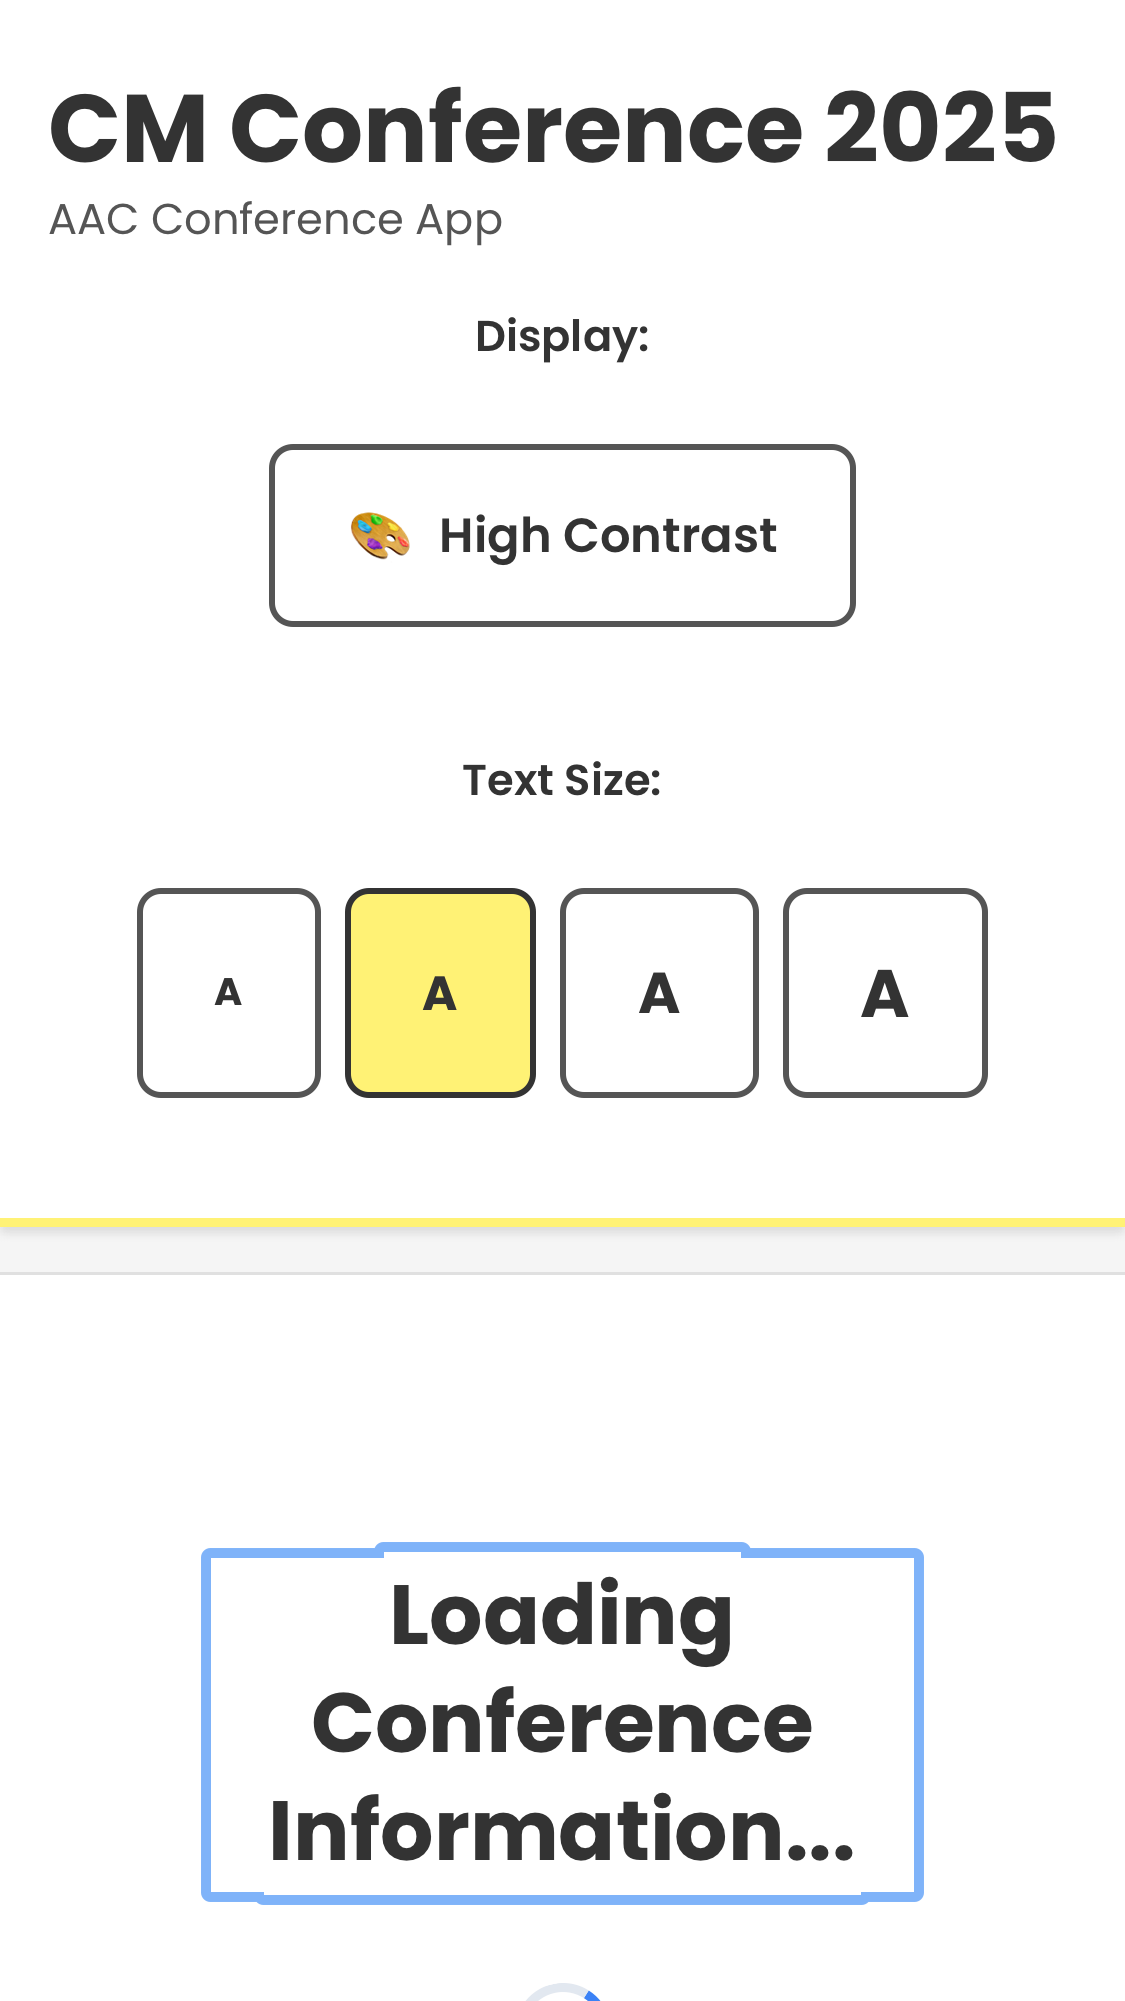 CM Conference 2025
AAC Conference App
Display:
High Contrast
Text Size:
A A A A
Loading
Conference
Information...